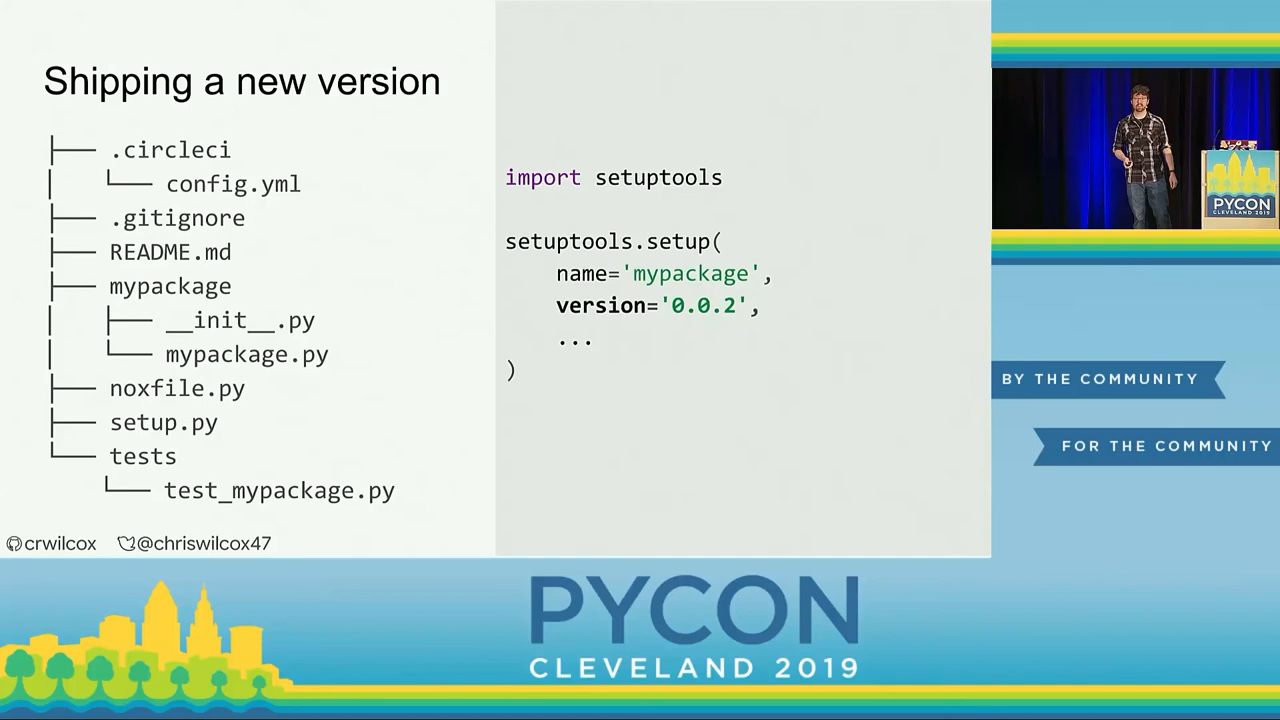 Shipping a new version
├── .circleci
│   └── config.yml
├── .gitignore
├── README.md
├── mypackage
│   ├── __init__.py
│   └── mypackage.py
├── noxfile.py
├── setup.py
└── tests
    └── test_mypackage.py
crwilcox @chriswilcox47
import setuptools
setuptools.setup(
    name='mypackage',
    version='0.0.2',
    ...
)
PYCON
CLEVELAND 2019
BY THE COMMUNITY
FOR THE COMMUNITY
PYCON
CLEVELAND 2019